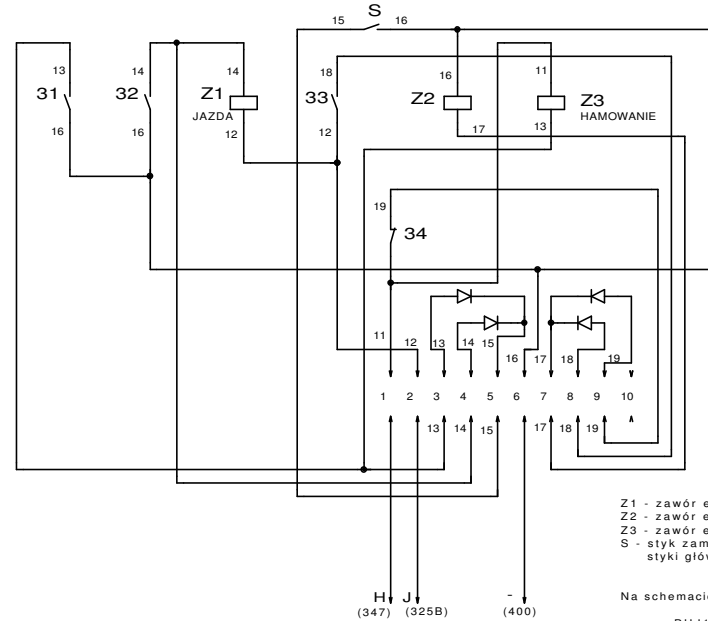 S
15 16
13 14 14 18 16 11
31 32 Z1 33 Z2 Z3
JAZDA HAMOWANIE
16 16 12 12 17 13
19
34
11 12 13 14 15 16 17 18 19
1 2 3 4 5 6 7 8 9 10
13 14 15 17 18 19
Z1 - zawór e
Z2 - zawór e
Z3 - zawór e
S - styk zam
styki głów
Na schemaci
H J -
(347) (325B) (400)